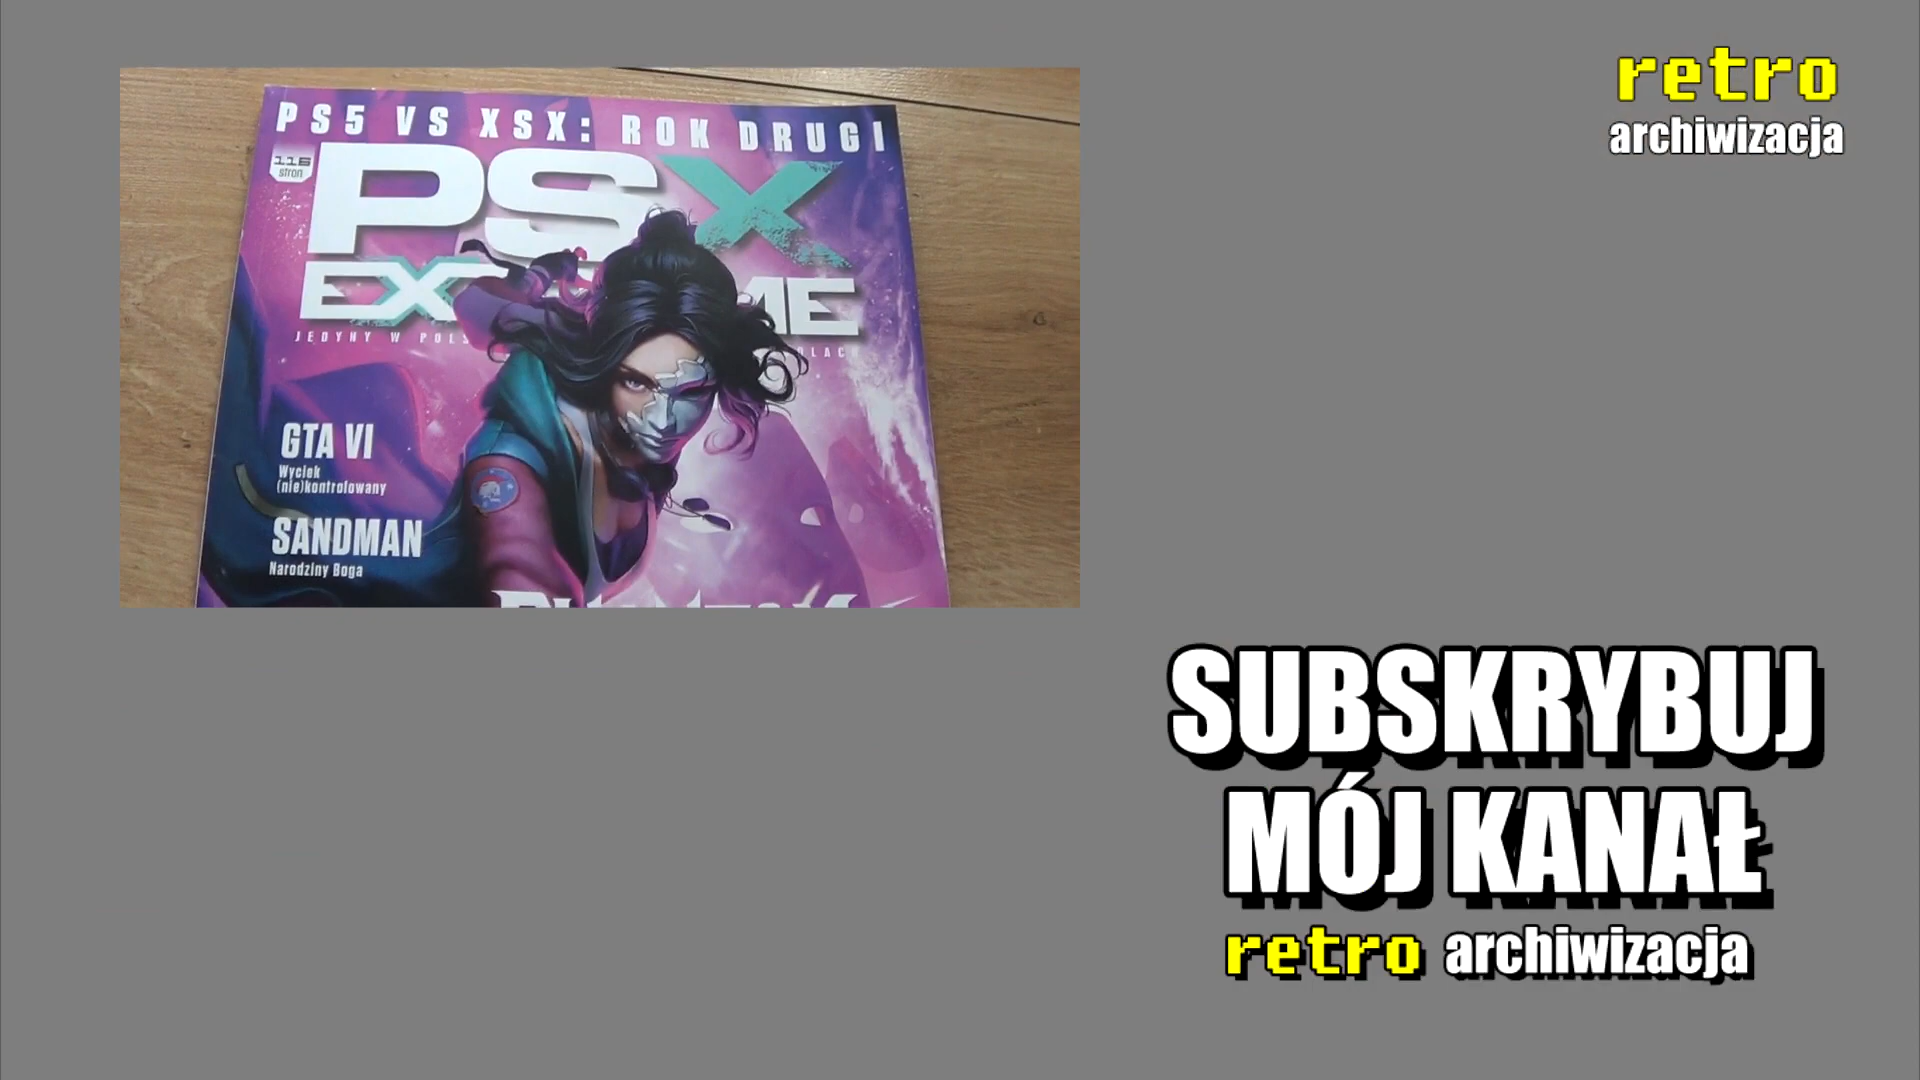 retro
archiwizacja
PS5 VS XSX: ROK DRUGI
116
stron
PSX
JEDYNY W
GTA VI
Wyciek
(nie)kontrolowany
SANDMAN
Narodziny Boga
SUBSKRYBUJ
MÓJ KANAŁ
retro archiwizacja